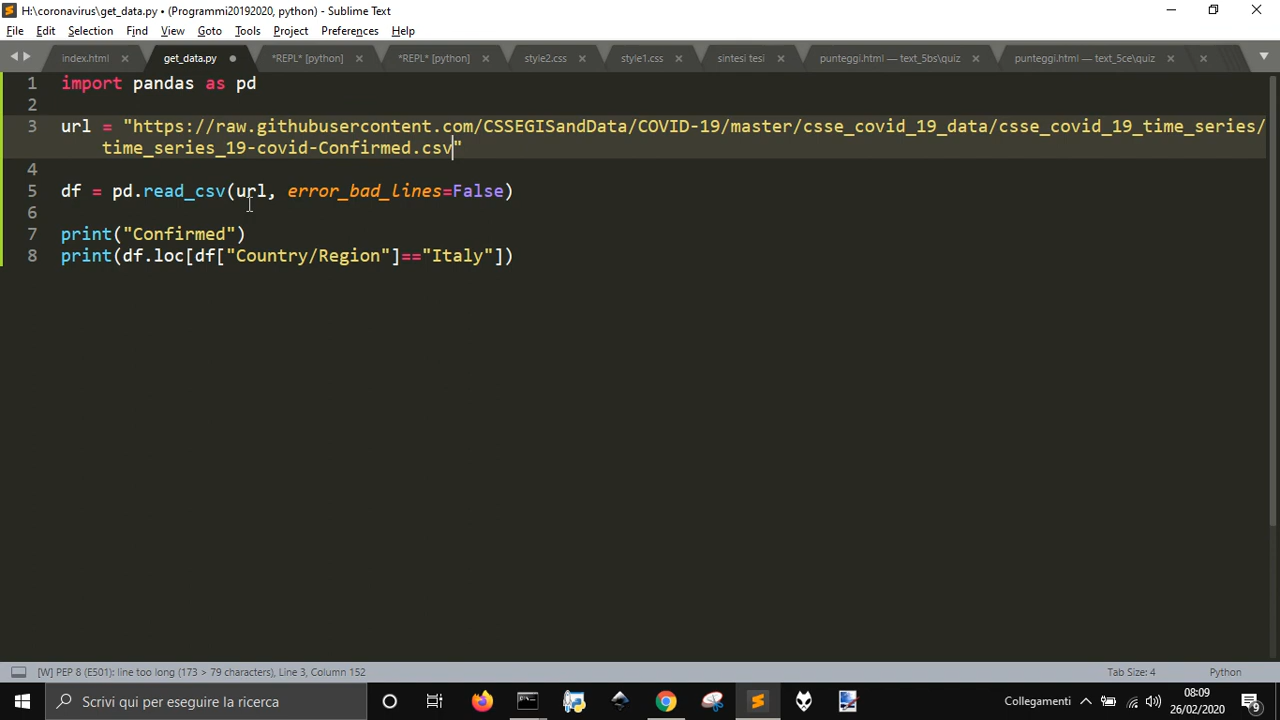 H:\coronavirus\get_data.py • (Programmi20192020, python) - Sublime Text
File Edit Selection Find View Goto Tools Project Preferences Help
index.html get_data.py *REPL* [python] *REPL* [python] style2.css style1.css sintesi tesi punteggi.html — text_5bs\quiz punteggi.html — text_5ce\quiz
1 import pandas as pd
2
3 url = "https://raw.githubusercontent.com/CSSEGISandData/COVID-19/master/csse_covid_19_data/csse_covid_19_time_series/
time_series_19-covid-Confirmed.csv"
4
5 df = pd.read_csv(url, error_bad_lines=False)
6
7 print("Confirmed")
8 print(df.loc[df["Country/Region"]=="Italy"])
[W] PEP 8 (E501): line too long (173 > 79 characters), Line 3, Column 152 Tab Size: 4 Python
Scrivi qui per eseguire la ricerca Collegamenti 08:09
26/02/2020 9